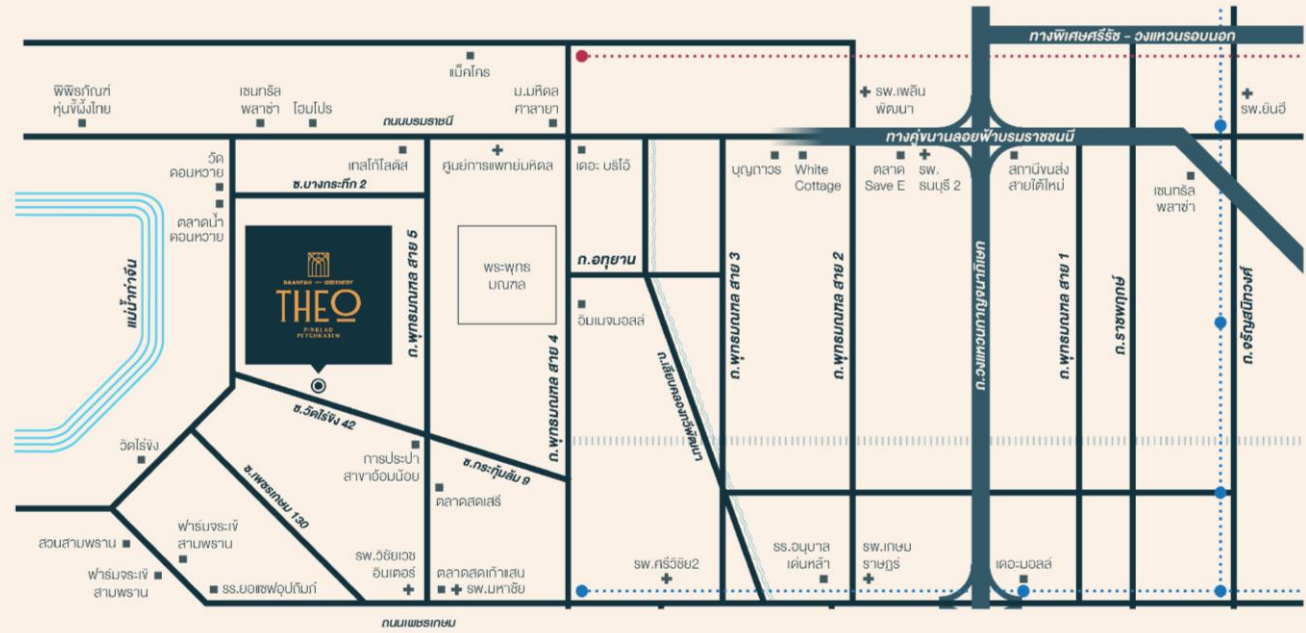 ทางพิเศษศรีรัช - วงแหวนรอบนอก
แม็คโคร
พิพิธภัณฑ์
หุ่นขี้ผึ้งไทย
เซนทรัล
พลาซ่า
โฮมโปร
ม.มหิดล
ศาลายา
รพ.เพลิน
พัฒนา
รพ.ยันฮี
ถนนบรมราชนี
ทางคู่ขนานลอยฟ้าบรมราชชนนี
วัด
ดอนหวาย
เทสโก้โลตัส
ศูนย์การแพทย์มหิดล
เดอะ บริโอ้
บุญถาวร
White
Cottage
ตลาด
Save E
รพ.
ธนบุรี 2
สถานีขนส่ง
สายใต้ใหม่
เซนทรัล
พลาซ่า
ซ.บางกระทึก 2
ตลาดน้ำ
ดอนหวาย
แม่น้ำท่าจีน
BAANFAH — GREENERY
THEO
PINKLAO
PETCHKASEM
ถ.พุทธมณฑล สาย 5
พระพุทธ
มณฑล
ถ.อุทยาน
อิมเมจมอลล์
ถ.พุทธมณฑล สาย 4
ถ.เลียบคลองทวีวัฒนา
ถ.พุทธมณฑล สาย 3
ถ.พุทธมณฑล สาย 2
ถ.วงแหวนกาญจนาภิเษก
ถ.พุทธมณฑล สาย 1
ถ.ราชพฤกษ์
ถ.จรัญสนิทวงศ์
ซ.วัดไร่ขิง 42
วัดไร่ขิง
ซ.เพชรเกษม 130
การประปา
สาขาอ้อมน้อย
ซ.กระทุ่มล้ม 9
ตลาดสดเสรี
สวนสามพราน
ฟาร์มจระเข้
สามพราน
ฟาร์มจระเข้
สามพราน
รร.ยอแซฟอุปถัมภ์
รพ.วิชัยเวช
อินเตอร์
ตลาดสดเก้าแสน
รพ.มหาชัย
รพ.ศรีวิชัย2
รร.อนุบาล
เด่นหล้า
รพ.เกษม
ราษฎร์
เดอะมอลล์
ถนนเพชรเกษม